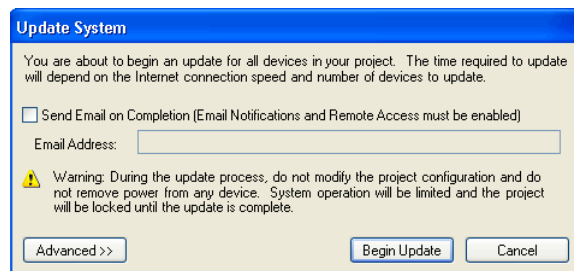 Update System
You are about to begin an update for all devices in your project.  The time required to update
will depend on the Internet connection speed and number of devices to update.
Send Email on Completion (Email Notifications and Remote Access must be enabled)
Email Address:
Warning: During the update process, do not modify the project configuration and do
not remove power from any device.  System operation will be limited and the project
will be locked until the update is complete.
Advanced >>
Begin Update
Cancel